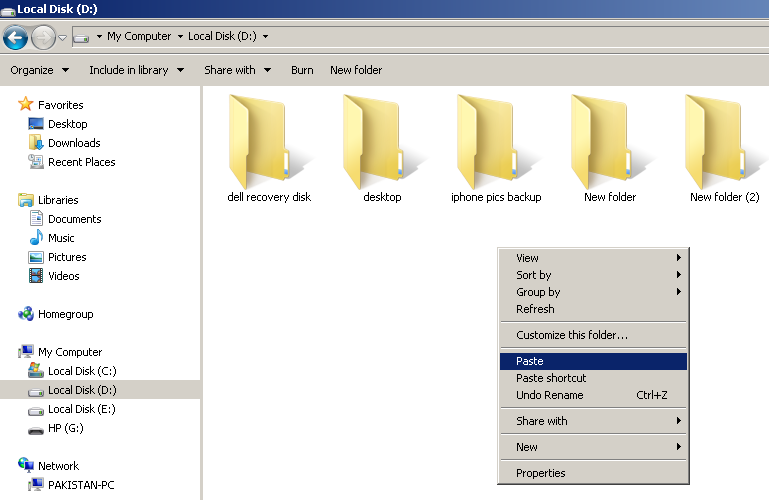 Local Disk (D:)
My Computer Local Disk (D:)
Organize Include in library Share with Burn New folder
Favorites
Desktop
Downloads
Recent Places
Libraries
Documents
Music
Pictures
Videos
Homegroup
My Computer
Local Disk (C:)
Local Disk (D:)
Local Disk (E:)
HP (G:)
Network
PAKISTAN-PC
dell recovery disk desktop iphone pics backup New folder New folder (2)
View
Sort by
Group by
Refresh
Customize this folder...
Paste
Paste shortcut
Undo Rename Ctrl+Z
Share with
New
Properties